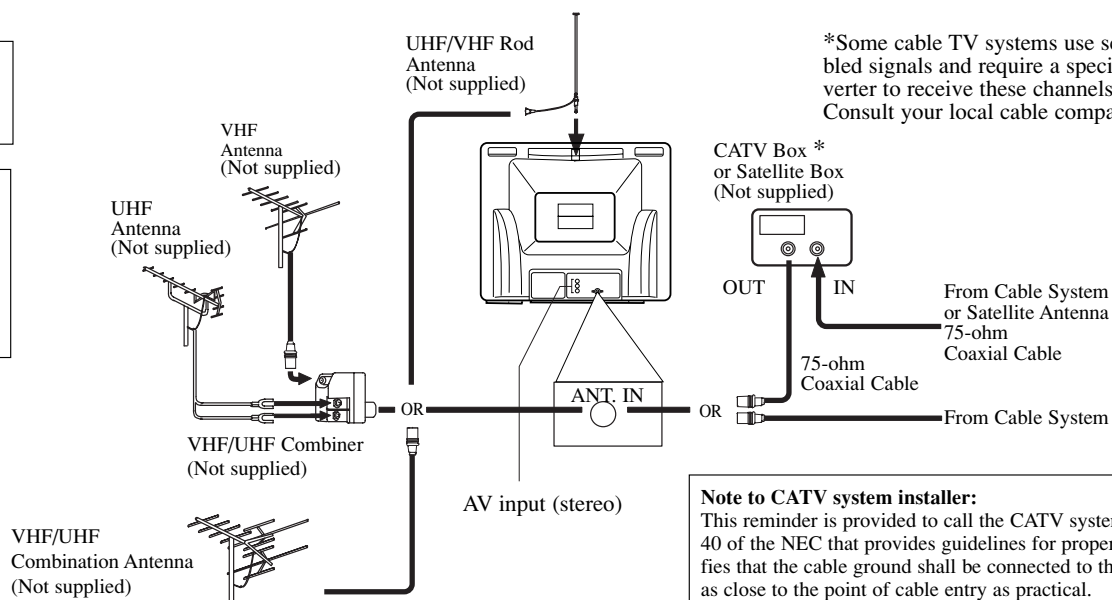 UHF/VHF Rod
Antenna
(Not supplied)
*Some cable TV systems use
bled signals and require a
verter to receive these channels
Consult your local cable
VHF
Antenna
(Not supplied)
CATV Box *
or Satellite Box
(Not supplied)
UHF
Antenna
(Not supplied)
OUT
IN
From Cable System
or Satellite Antenna
75-ohm
Coaxial Cable
75-ohm
Coaxial Cable
ANT. IN
OR
OR
From Cable System
VHF/UHF Combiner
(Not supplied)
AV input (stereo)
VHF/UHF
Combination Antenna
(Not supplied)
Note to CATV system installer:
This reminder is provided to call the CATV
40 of the NEC that provides guidelines for
fies that the cable ground shall be connected to
as close to the point of cable entry as practical.